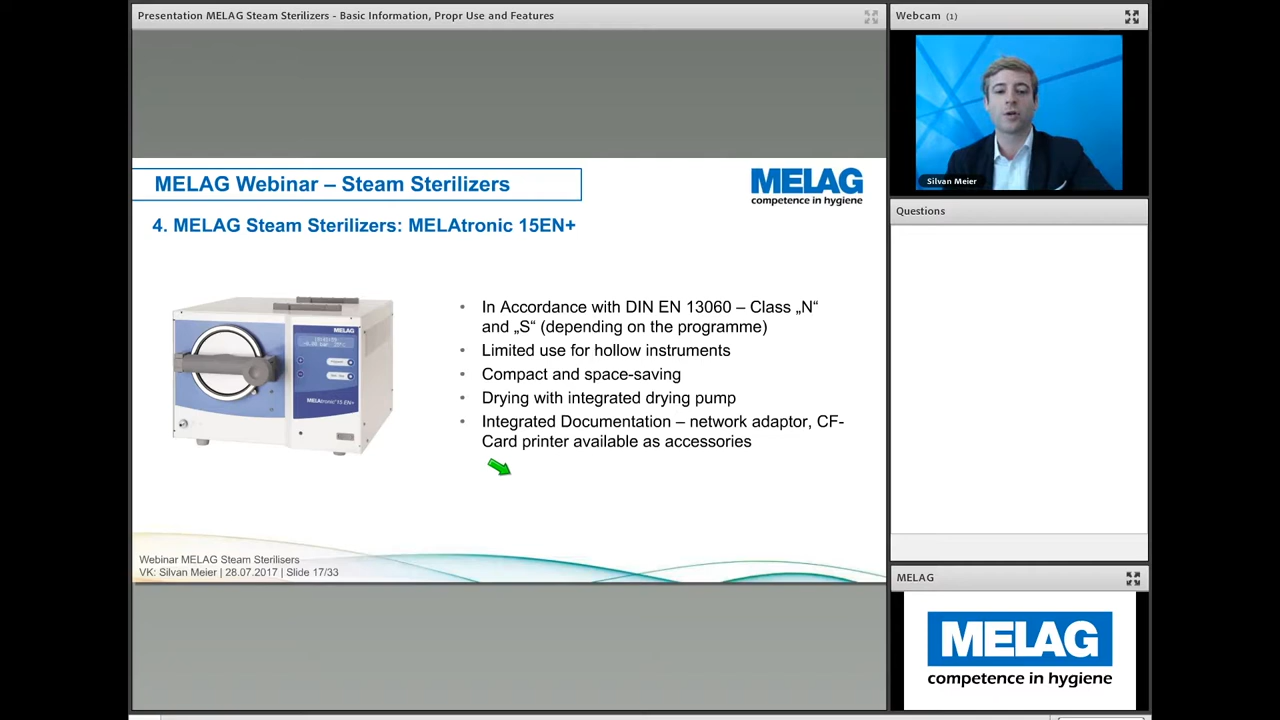 Presentation MELAG Steam Sterilizers - Basic Information, Propr Use and Features
Webcam (1)
Silvan Meier
Questions
MELAG Webinar – Steam Sterilizers
MELAG
competence in hygiene
4. MELAG Steam Sterilizers: MELAtronic 15EN+
• In Accordance with DIN EN 13060 – Class „N“
and „S“ (depending on the programme)
• Limited use for hollow instruments
• Compact and space-saving
• Drying with integrated drying pump
• Integrated Documentation – network adaptor, CF-
Card printer available as accessories
MELAG
MELAtronic 15 EN+
Webinar MELAG Steam Sterilisers
VK: Silvan Meier | 28.07.2017 | Slide 17/33
MELAG
MELAG
competence in hygiene